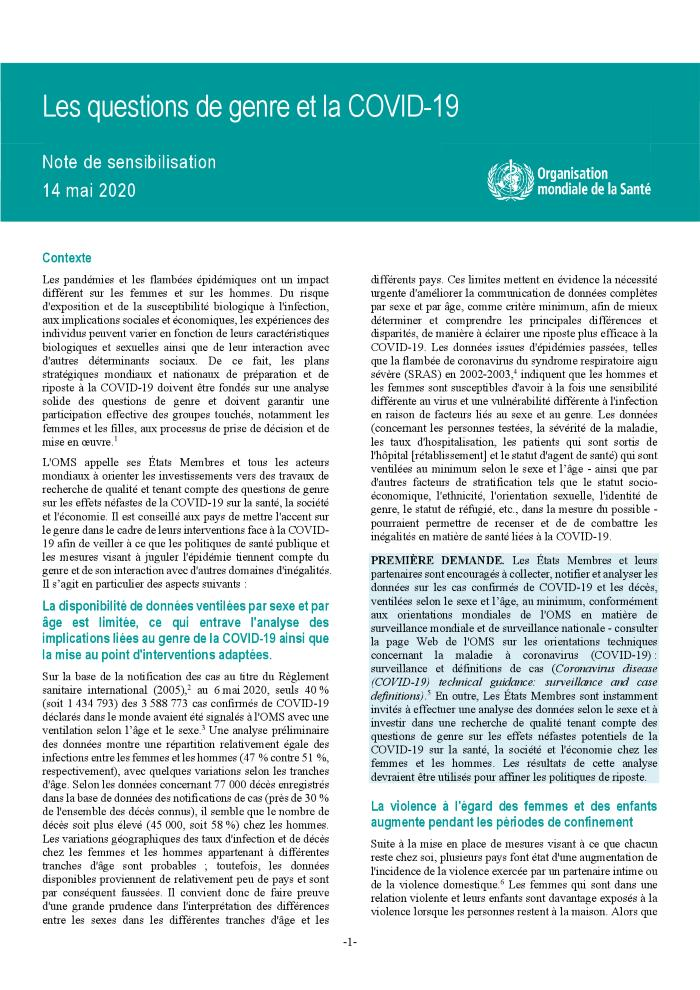 Les questions de genre et la COVID-19
Note de sensibilisation
14 mai 2020
Organisation
mondiale de la Santé
Contexte
Les pandémies et les flambées épidémiques ont un impact
différent sur les femmes et sur les hommes. Du risque
d'exposition et de la susceptibilité biologique à l'infection,
aux implications sociales et économiques, les expériences des
individus peuvent varier en fonction de leurs caractéristiques
biologiques et sexuelles ainsi que de leur interaction avec
d'autres déterminants sociaux. De ce fait, les plans
stratégiques mondiaux et nationaux de préparation et de
riposte à la COVID-19 doivent être fondés sur une analyse
solide des questions de genre et doivent garantir une
participation effective des groupes touchés, notamment les
femmes et les filles, aux processus de prise de décision et de
mise en œuvre.1
L'OMS appelle ses États Membres et tous les acteurs
mondiaux à orienter les investissements vers des travaux de
recherche de qualité et tenant compte des questions de genre
sur les effets néfastes de la COVID-19 sur la santé, la société
et l'économie. Il est conseillé aux pays de mettre l'accent sur
le genre dans le cadre de leurs interventions face à la COVID-
19 afin de veiller à ce que les politiques de santé publique et
les mesures visant à juguler l'épidémie tiennent compte du
genre et de son interaction avec d'autres domaines d'inégalités.
Il s’agit en particulier des aspects suivants :
La disponibilité de données ventilées par sexe et par
âge est limitée, ce qui entrave l'analyse des
implications liées au genre de la COVID-19 ainsi que
la mise au point d'interventions adaptées.
Sur la base de la notification des cas au titre du Règlement
sanitaire international (2005),2 au 6 mai 2020, seuls 40 %
(soit 1 434 793) des 3 588 773 cas confirmés de COVID-19
déclarés dans le monde avaient été signalés à l'OMS avec une
ventilation selon l’âge et le sexe.3 Une analyse préliminaire
des données montre une répartition relativement égale des
infections entre les femmes et les hommes (47 % contre 51 %,
respectivement), avec quelques variations selon les tranches
d'âge. Selon les données concernant 77 000 décès enregistrés
dans la base de données des notifications de cas (près de 30 %
de l'ensemble des décès connus), il semble que le nombre de
décès soit plus élevé (45 000, soit 58 %) chez les hommes.
Les variations géographiques des taux d'infection et de décès
chez les femmes et les hommes appartenant à différentes
tranches d'âge sont probables ; toutefois, les données
disponibles proviennent de relativement peu de pays et sont
par conséquent faussées. Il convient donc de faire preuve
d'une grande prudence dans l'interprétation des différences
entre les sexes dans les différentes tranches d'âge et les
différents pays. Ces limites mettent en évidence la nécessité
urgente d'améliorer la communication de données complètes
par sexe et par âge, comme critère minimum, afin de mieux
déterminer et comprendre les principales différences et
disparités, de manière à éclairer une riposte plus efficace à la
COVID-19. Les données issues d'épidémies passées, telles
que la flambée de coronavirus du syndrome respiratoire aigu
sévère (SRAS) en 2002-2003,4 indiquent que les hommes et
les femmes sont susceptibles d'avoir à la fois une sensibilité
différente au virus et une vulnérabilité différente à l'infection
en raison de facteurs liés au sexe et au genre. Les données
(concernant les personnes testées, la sévérité de la maladie,
les taux d'hospitalisation, les patients qui sont sortis de
l'hôpital [rétablissement] et le statut d'agent de santé) qui sont
ventilées au minimum selon le sexe et l’âge - ainsi que par
d'autres facteurs de stratification tels que le statut socio-
économique, l'ethnicité, l'orientation sexuelle, l'identité de
genre, le statut de réfugié, etc., dans la mesure du possible -
pourraient permettre de recenser et de de combattre les
inégalités en matière de santé liées à la COVID-19.
PREMIÈRE DEMANDE. Les États Membres et leurs
partenaires sont encouragés à collecter, notifier et analyser les
données sur les cas confirmés de COVID-19 et les décès,
ventilées selon le sexe et l’âge, au minimum, conformément
aux orientations mondiales de l'OMS en matière de
surveillance mondiale et de surveillance nationale - consulter
la page Web de l'OMS sur les orientations techniques
concernant la maladie à coronavirus (COVID-19) :
surveillance et définitions de cas (Coronavirus disease
(COVID-19) technical guidance: surveillance and case
definitions).5 En outre, Les États Membres sont instamment
invités à effectuer une analyse des données selon le sexe et à
investir dans une recherche de qualité tenant compte des
questions de genre sur les effets néfastes potentiels de la
COVID-19 sur la santé, la société et l'économie chez les
femmes et les hommes. Les résultats de cette analyse
devraient être utilisés pour affiner les politiques de riposte.
La violence à l'égard des femmes et des enfants
augmente pendant les périodes de confinement
Suite à la mise en place de mesures visant à ce que chacun
reste chez soi, plusieurs pays font état d'une augmentation de
l'incidence de la violence exercée par un partenaire intime ou
de la violence domestique.6 Les femmes qui sont dans une
relation violente et leurs enfants sont davantage exposés à la
violence lorsque les personnes restent à la maison. Alors que
-1-